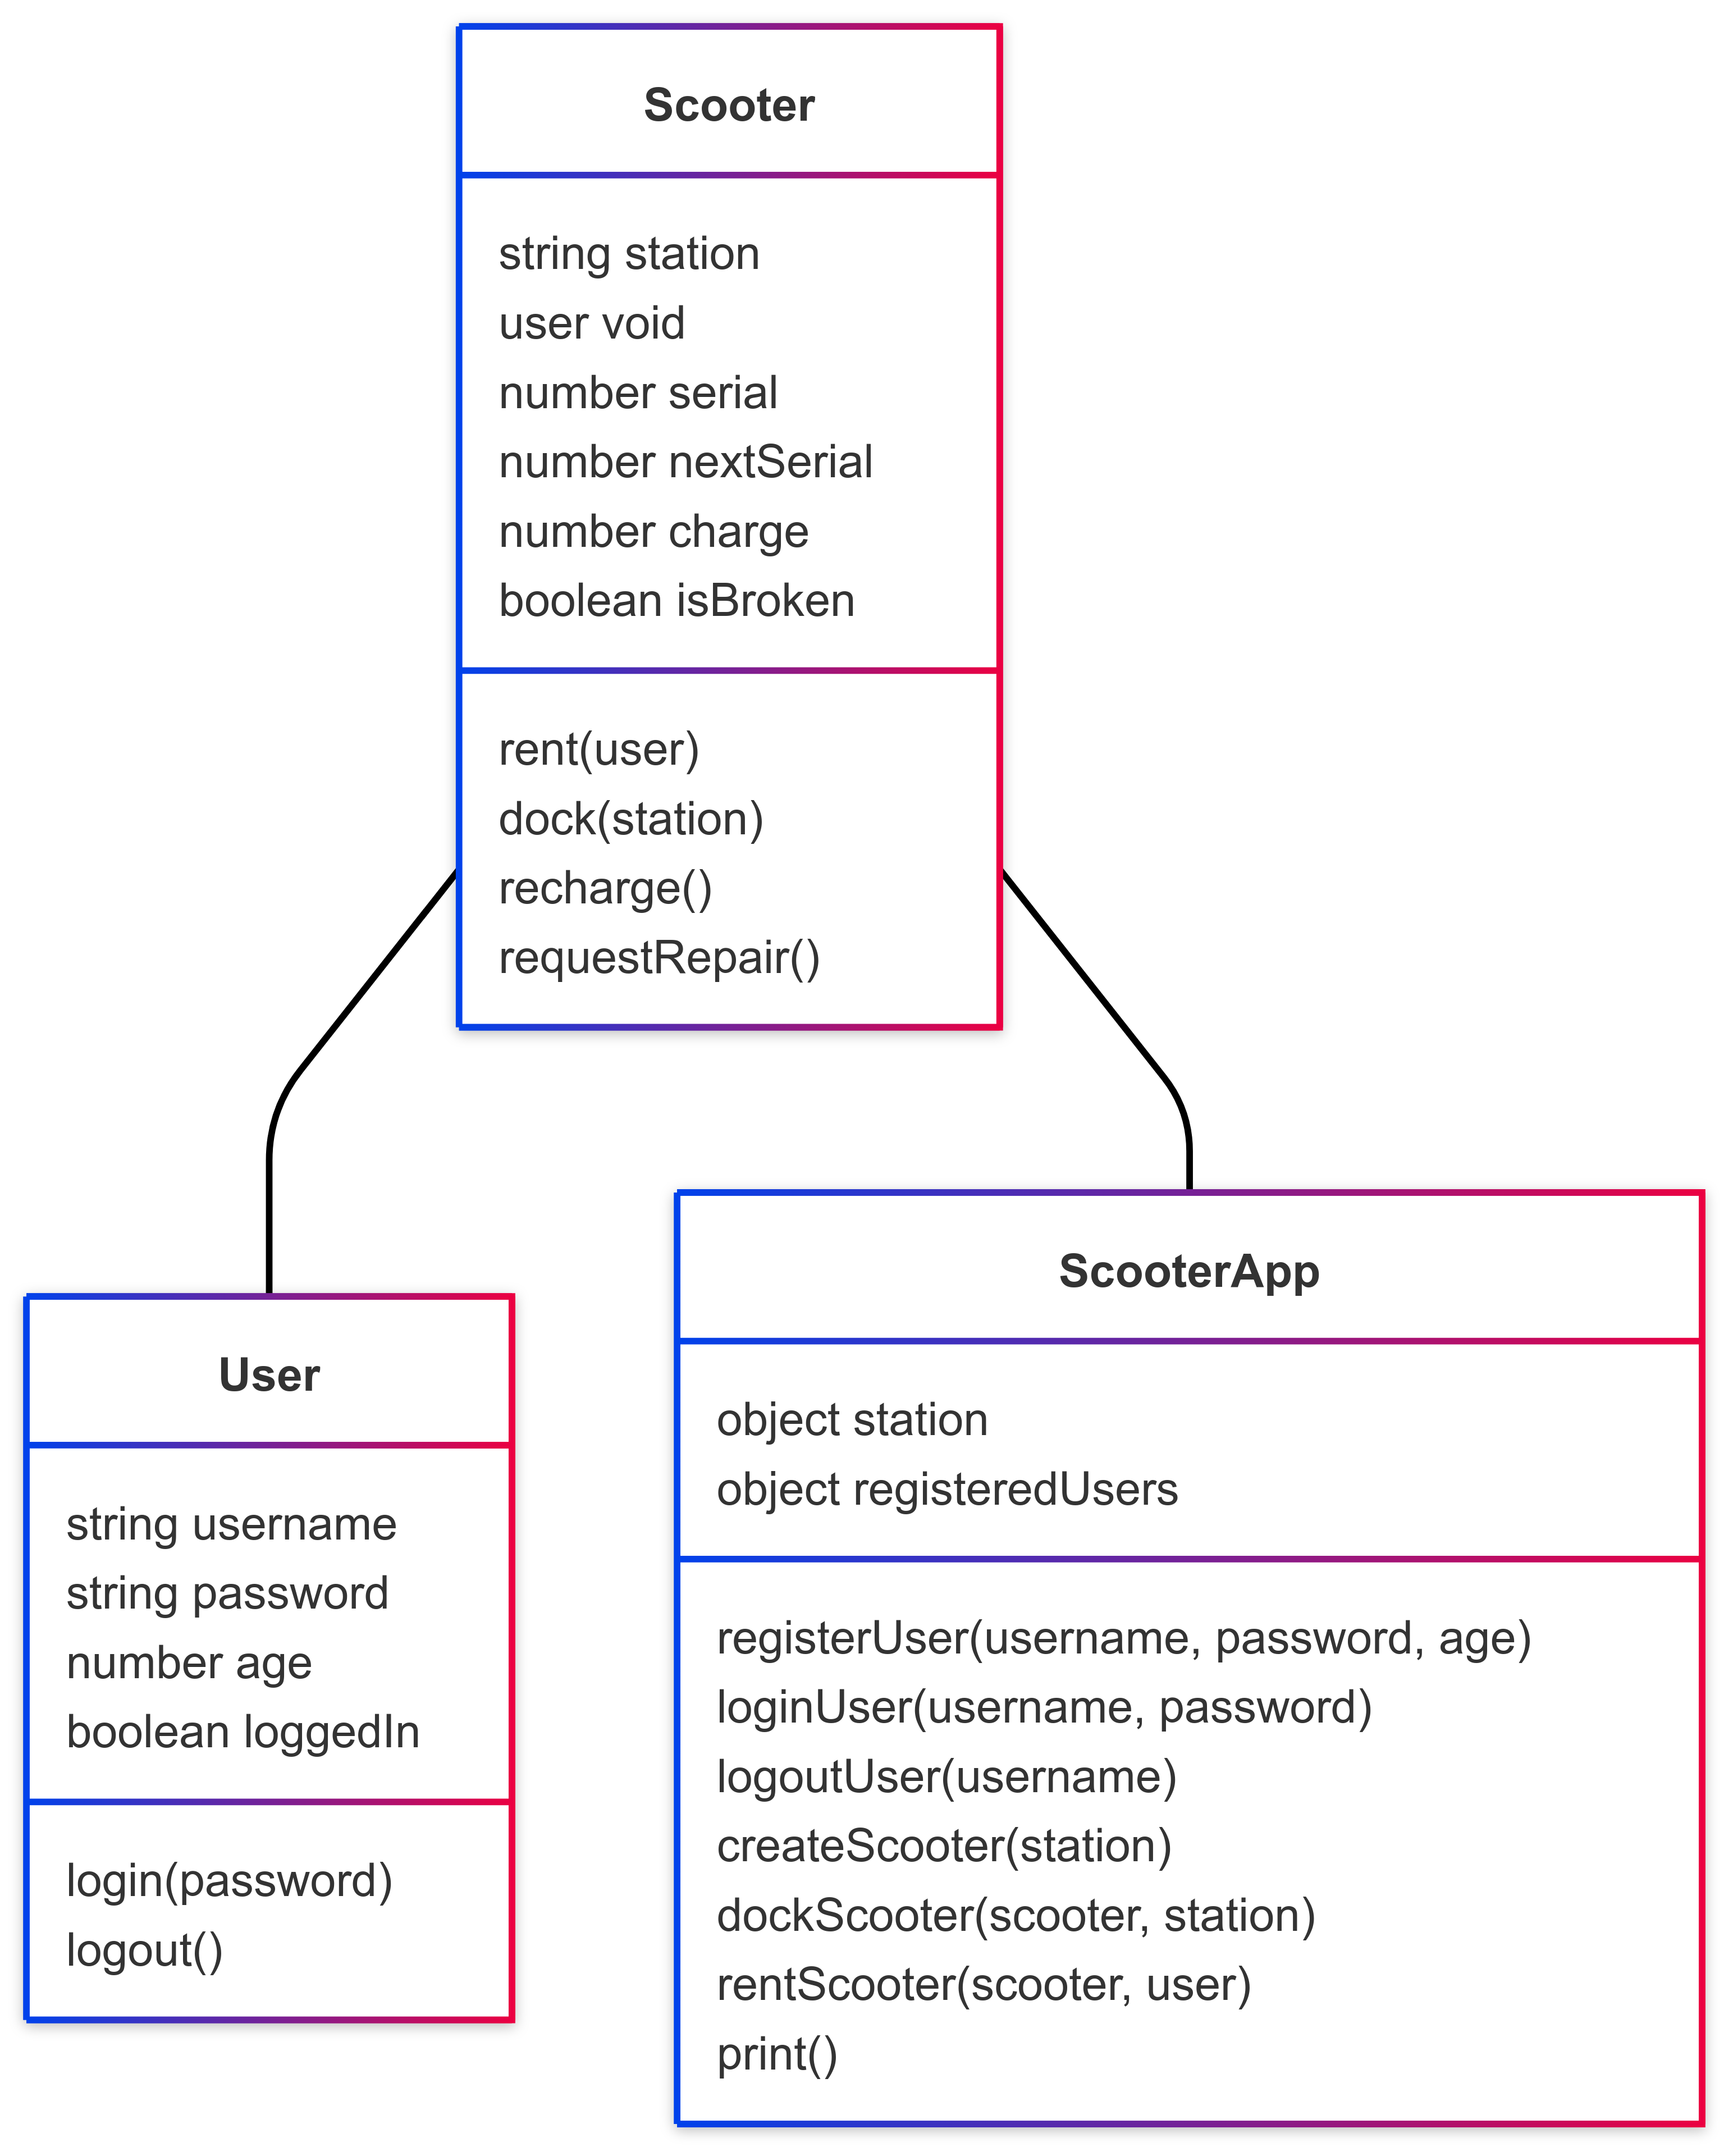 Scooter
string station
user void
number serial
number nextSerial
number charge
boolean isBroken
rent(user)
dock(station)
recharge()
requestRepair()
User
string username
string password
number age
boolean loggedIn
login(password)
logout()
ScooterApp
object station
object registeredUsers
registerUser(username, password, age)
loginUser(username, password)
logoutUser(username)
createScooter(station)
dockScooter(scooter, station)
rentScooter(scooter, user)
print()